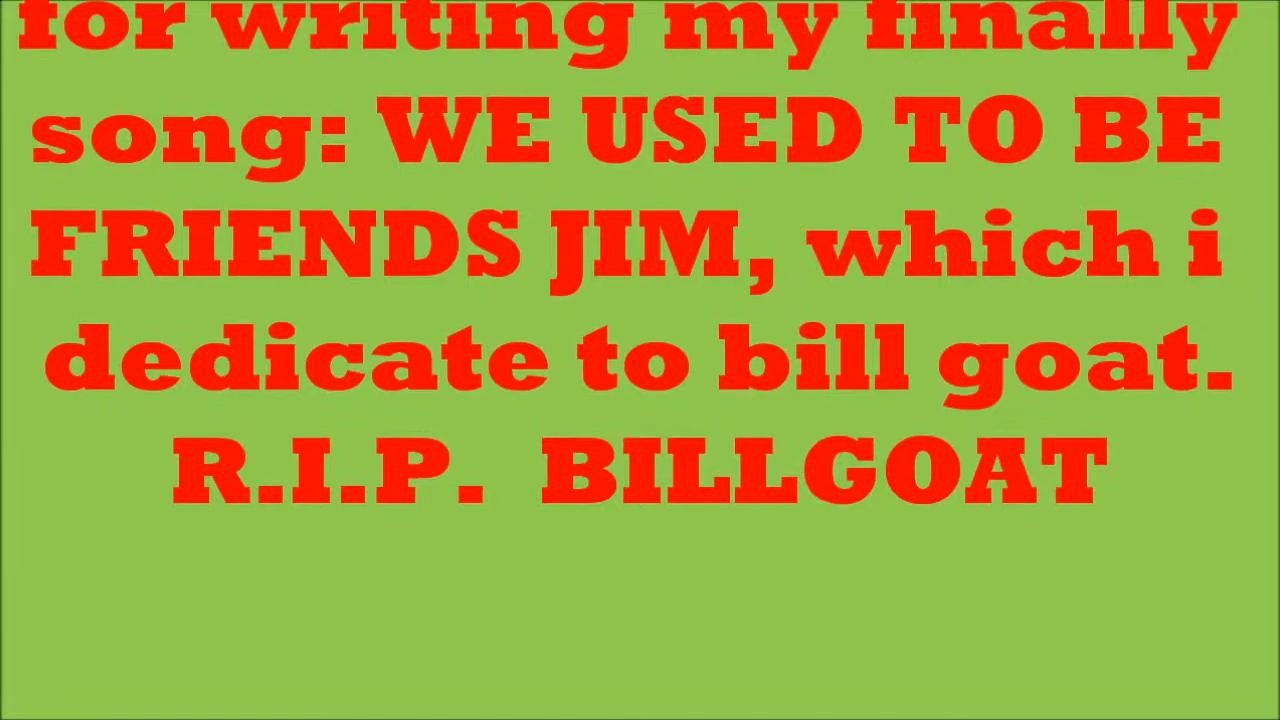 for writing my finally
song: WE USED TO BE
FRIENDS JIM, which i
dedicate to bill goat.
R.I.P.  BILLGOAT